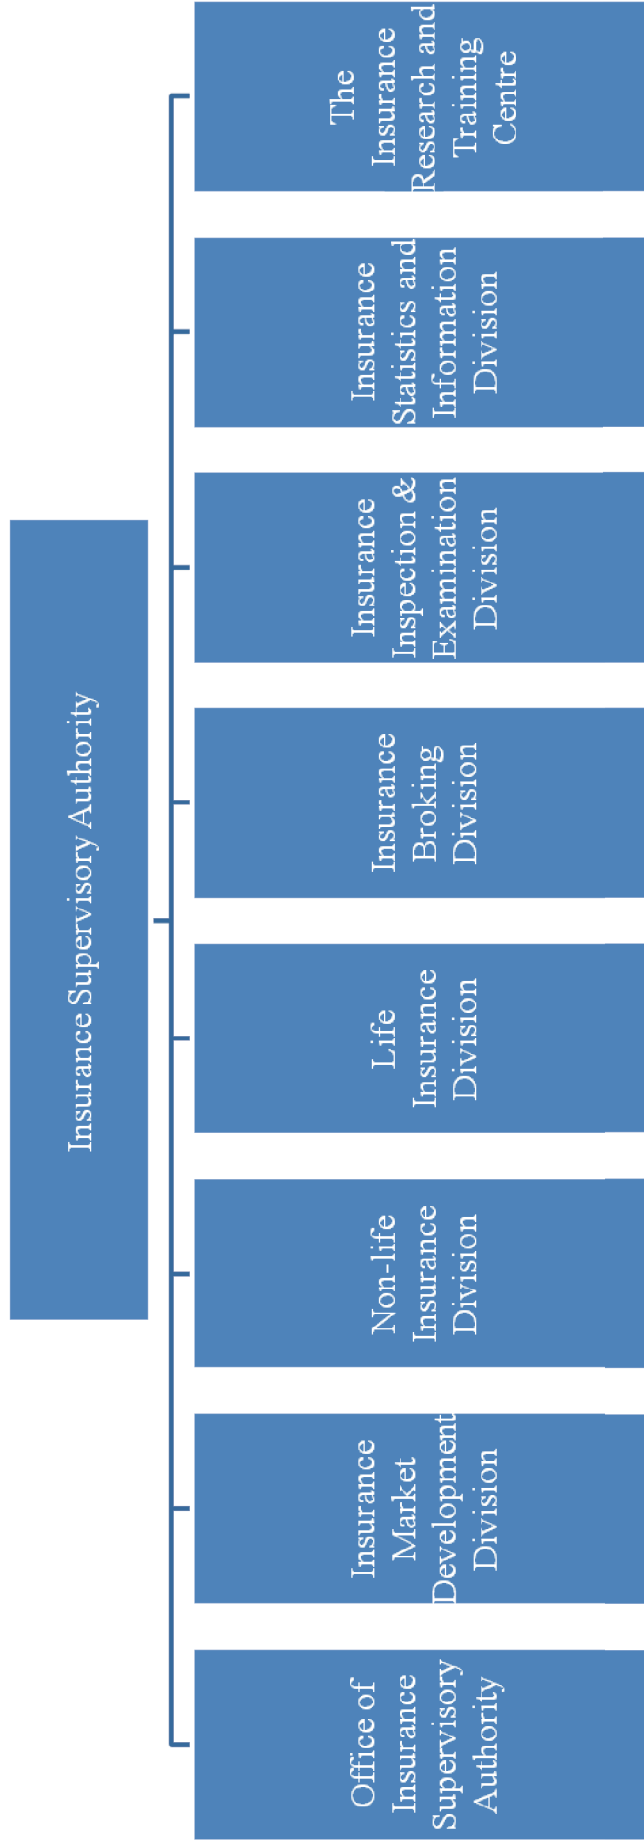 Insurance Supervisory Authority
Office of
Insurance
Supervisory
Authority
Insurance
Market
Development
Division
Non-life
Insurance
Division
Life
Insurance
Division
Insurance
Broking
Division
Insurance
Inspection &
Examination
Division
Insurance
Statistics and
Information
Division
The
Insurance
Research and
Training
Centre